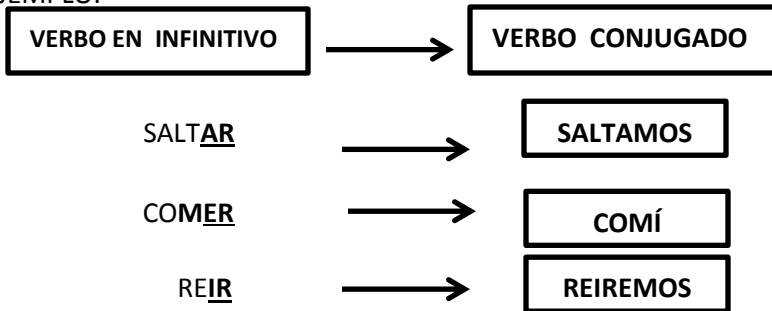 VERBO EN INFINITIVO VERBO CONJUGADO
SALTAR SALTAMOS
COMER COMÍ
REIR REIREMOS